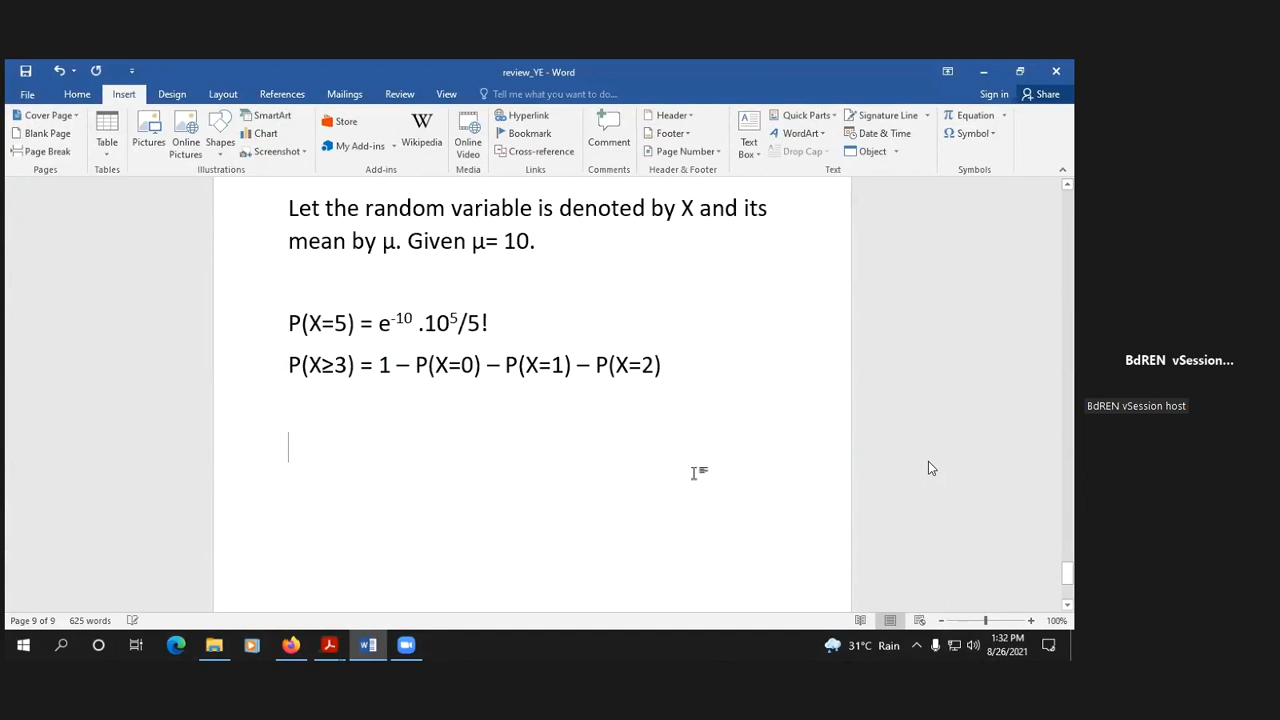 review_YE - Word
File Home Insert Design Layout References Mailings Review View Tell me what you want to do... Sign in Share
Cover Page
Blank Page
Page Break
Pages
Table
Tables
Pictures
Online Pictures
Shapes
SmartArt
Chart
Screenshot
Illustrations
Store
My Add-ins
Wikipedia
Add-ins
Online Video
Media
Hyperlink
Bookmark
Cross-reference
Links
Comment
Comments
Header
Footer
Page Number
Header & Footer
Text Box
Quick Parts
WordArt
Drop Cap
Signature Line
Date & Time
Object
Text
Equation
Symbol
Symbols
Let the random variable is denoted by X and its
mean by μ. Given μ= 10.
P(X=5) = e⁻¹⁰ .10⁵/5!
P(X≥3) = 1 – P(X=0) – P(X=1) – P(X=2)
BdREN vSession...
BdREN vSession host
Page 9 of 9 625 words
100%
31°C Rain
1:32 PM
8/26/2021